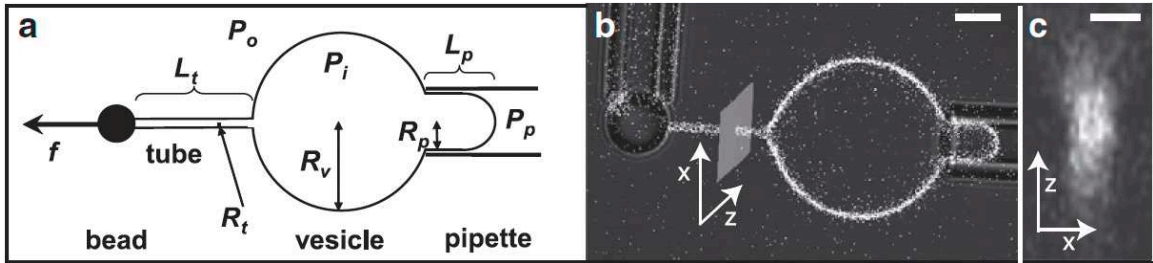 a
P_o
P_i
L_t
L_p
P_p
R_p
f
tube
R_v
R_t
bead
vesicle
pipette
b
x
z
c
z
x